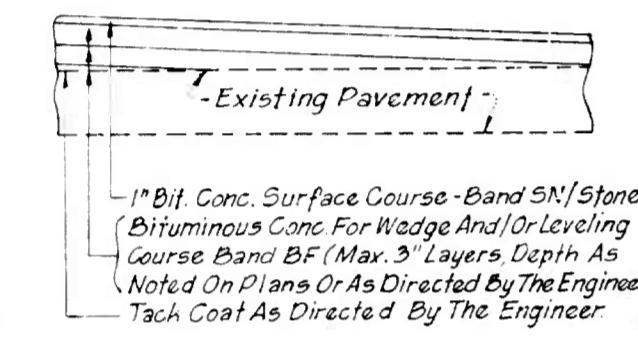 -Existing Pavement-
1" Bit. Conc. Surface Course - Band SN/Stone
Bituminous Conc. For Wedge And/Or Leveling
Course Band BF (Max. 3" Layers, Depth As
Noted On Plans Or As Directed By The Enginee
Tack Coat As Directed By The Engineer.